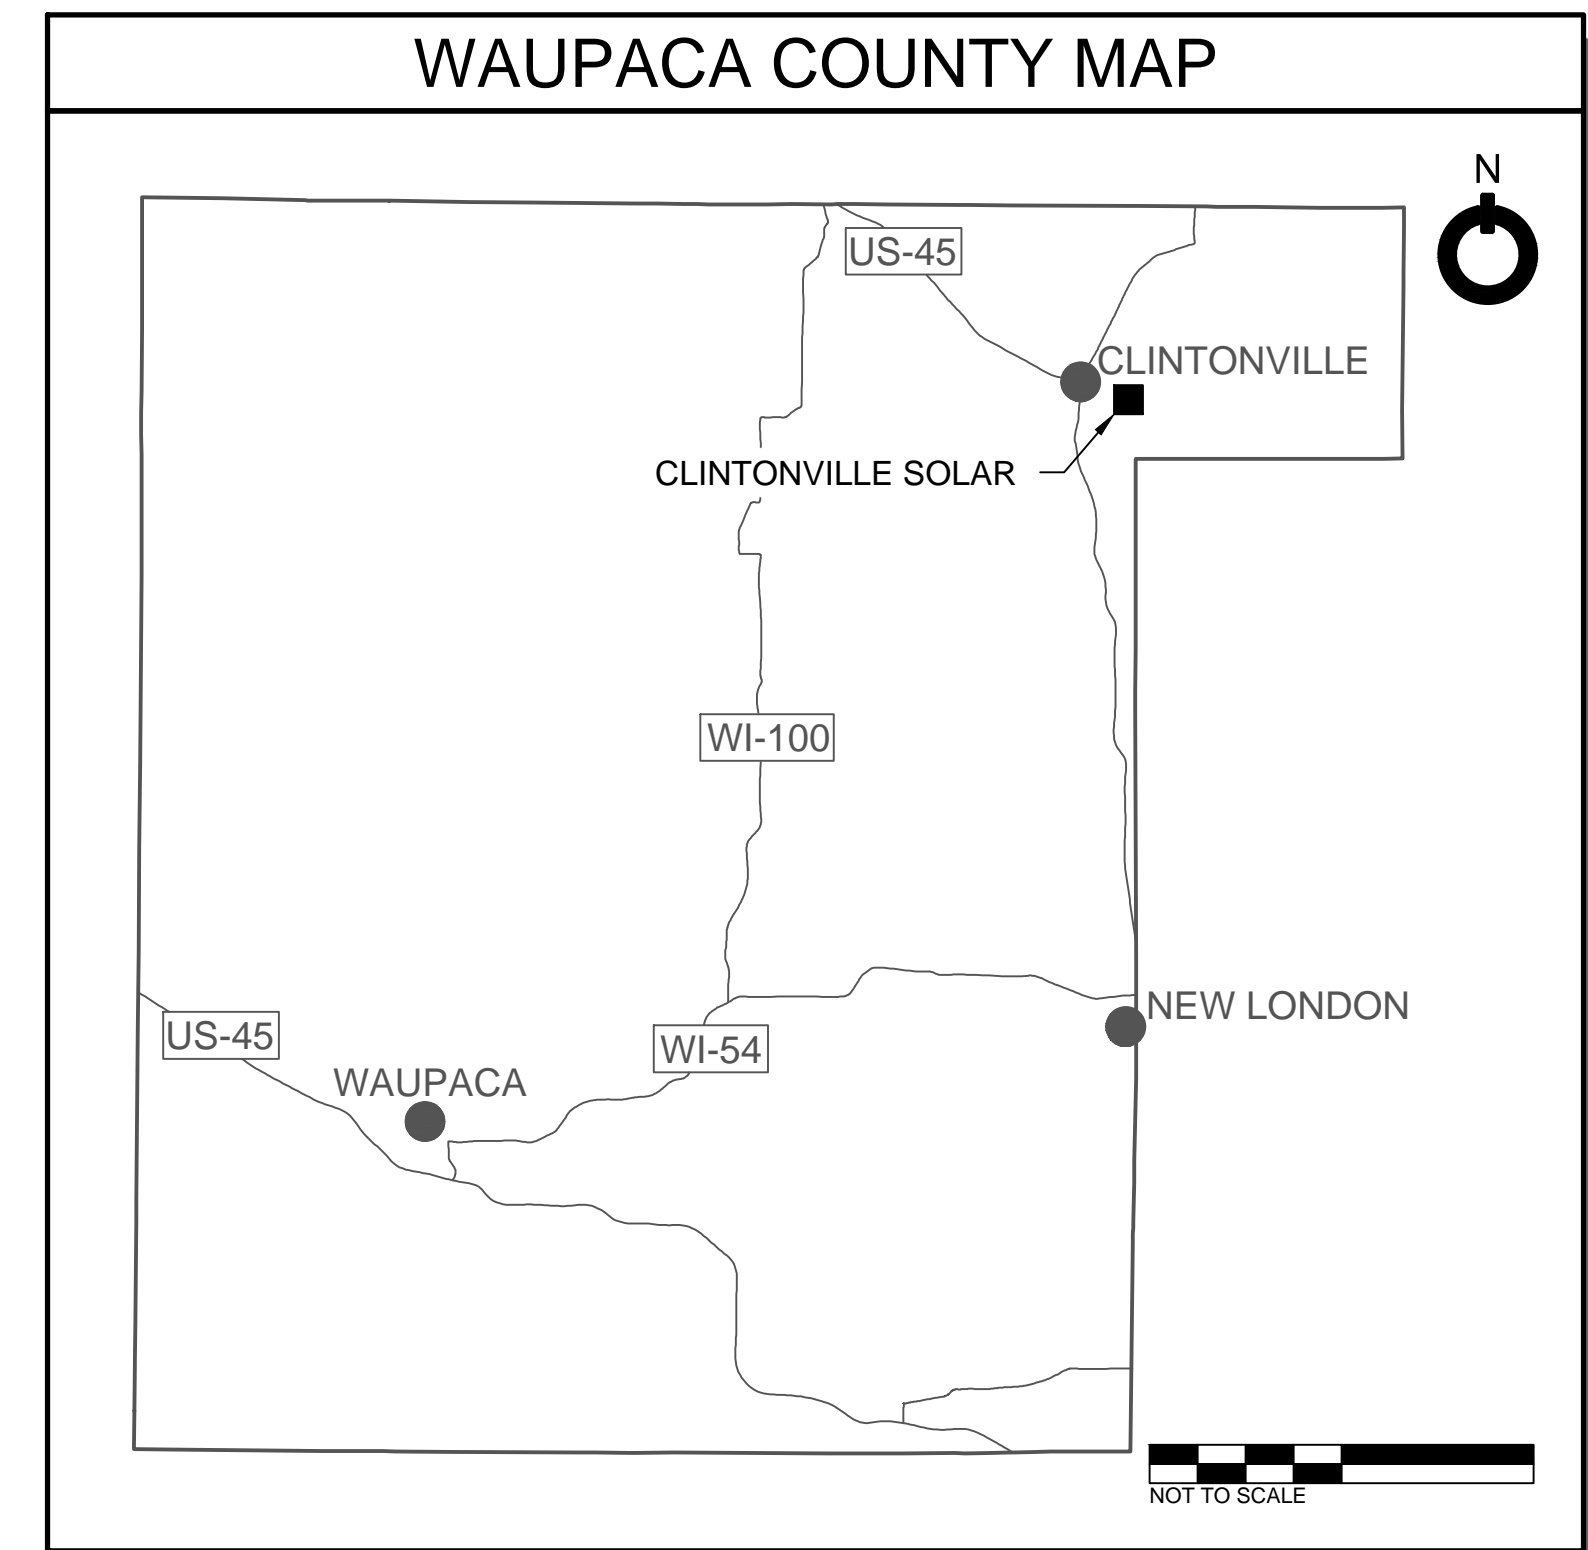 WAUPACA COUNTY MAP
N
US-45
CLINTONVILLE
CLINTONVILLE SOLAR
WI-100
NEW LONDON
US-45
WI-54
WAUPACA
NOT TO SCALE